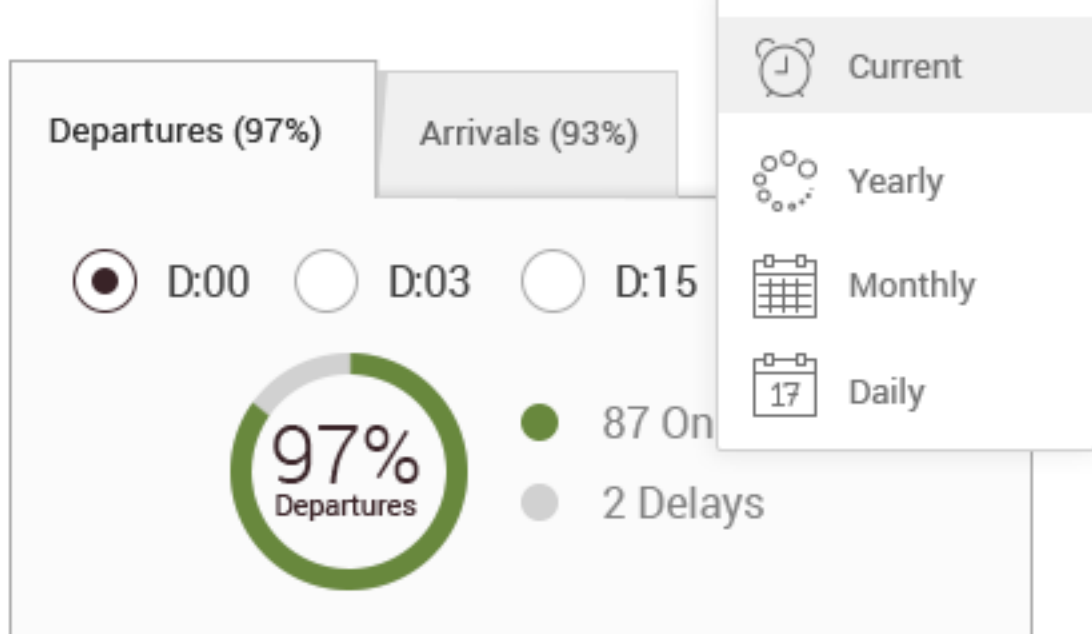 Current
Departures (97%)
Arrivals (93%)
Yearly
D:00
D:03
D:15
Monthly
17
Daily
97%
Departures
87 On
2 Delays